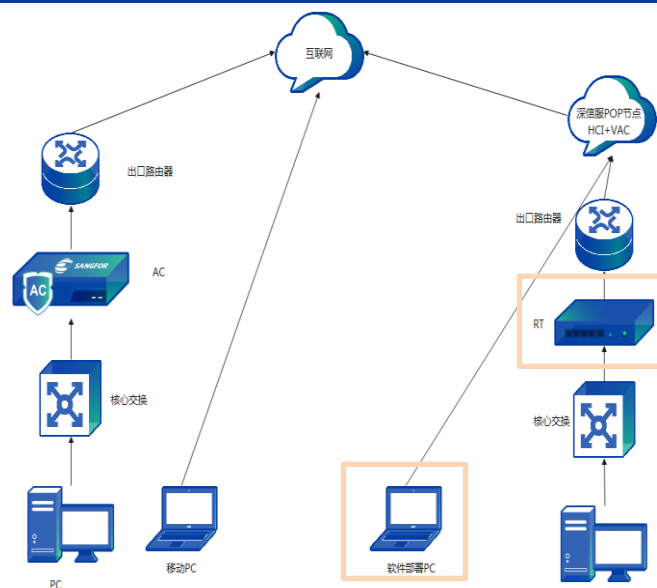 互联网
深信服POP节点
HCI+VAC
出口路由器
出口路由器
SANGFOR
AC
AC
RT
核心交换
核心交换
PC
移动PC
软件部署PC